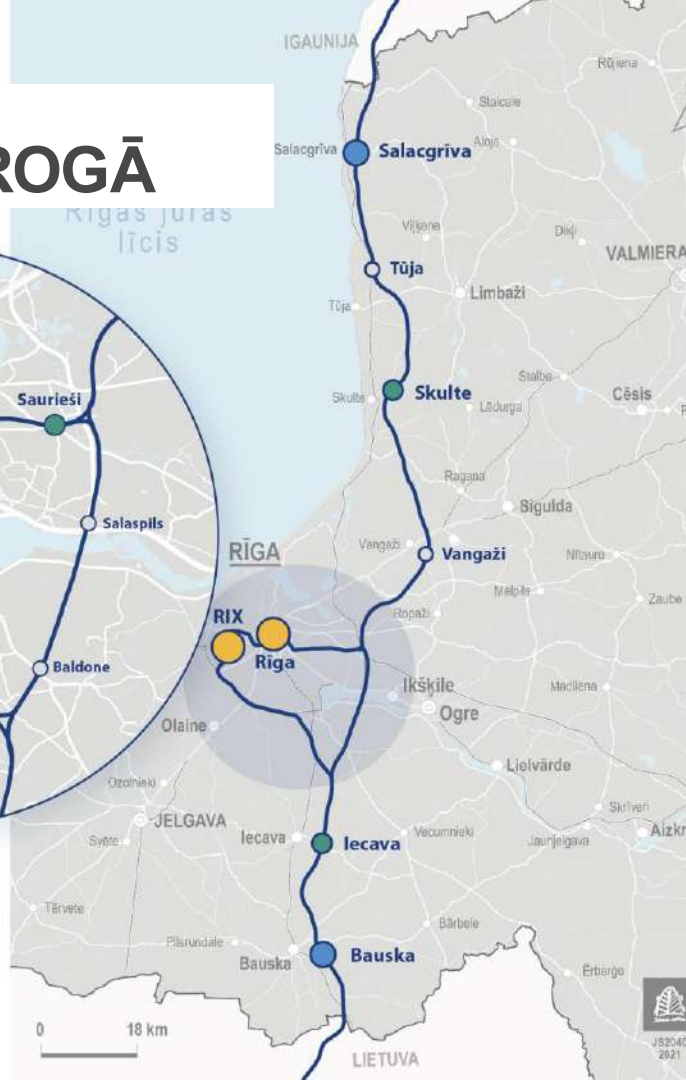 IGAUNIJA
Rūjiena
Staicele
ROGĀ
Salacgrīva
Salacgrīva
Aloja
Rīgas jūras
līcis
Viļķene
Dikļi
VALMIERA
Tūja
Limbaži
Tūja
Stalbe
Saurieši
Skulte
Skulte
Lādurga
Cēsis
Ragana
Sigulda
Salaspils
RĪGA
Vangaži
Vangaži
Nītaure
Mālpils
Zaube
RIX
Ropaži
Rīga
Baldone
Ikšķile
Madliena
Ogre
Olaine
Lielvārde
Ozolnieki
Skrīveri
JELGAVA
Svēte
Iecava
Iecava
Vecumnieki
Jaunjelgava
Aizkr
Tērvete
Bārbele
Pilsrundāle
Bauska
Bauska
Ērberģe
0 18 km
JS2040
2021
LIETUVA